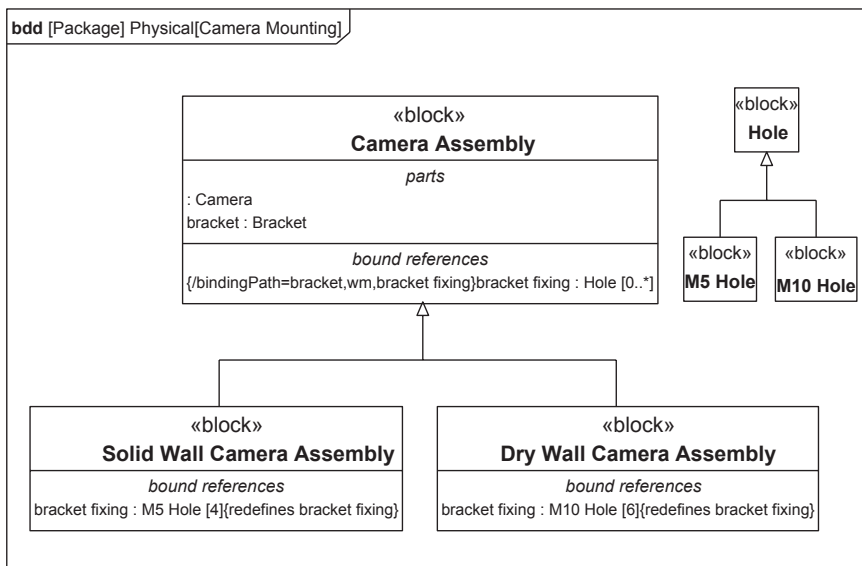 bdd [Package] Physical[Camera Mounting]
«block»
Camera Assembly
parts
: Camera
bracket : Bracket
bound references
{/bindingPath=bracket,wm,bracket fixing}bracket fixing : Hole [0..*]
«block»
Hole
«block»
M5 Hole
«block»
M10 Hole
«block»
Solid Wall Camera Assembly
bound references
bracket fixing : M5 Hole [4]{redefines bracket fixing}
«block»
Dry Wall Camera Assembly
bound references
bracket fixing : M10 Hole [6]{redefines bracket fixing}